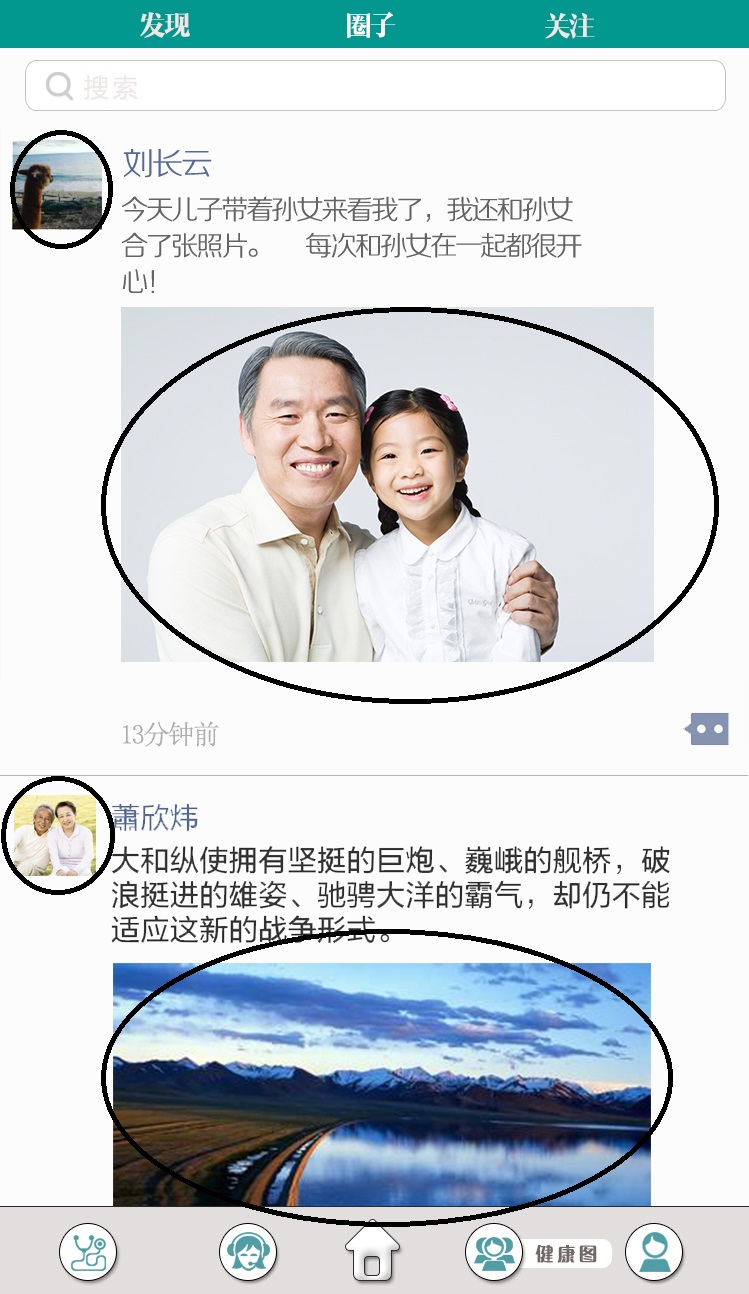 发现 圈子 关注
搜索
刘长云
今天儿子带着孙女来看我了，我还和孙女
合了张照片。 每次和孙女在一起都很开
心！
13分钟前
蕭欣炜
大和纵使拥有坚挺的巨炮、巍峨的舰桥，破
浪挺进的雄姿、驰骋大洋的霸气，却仍不能
适应这新的战争形式。
健康图